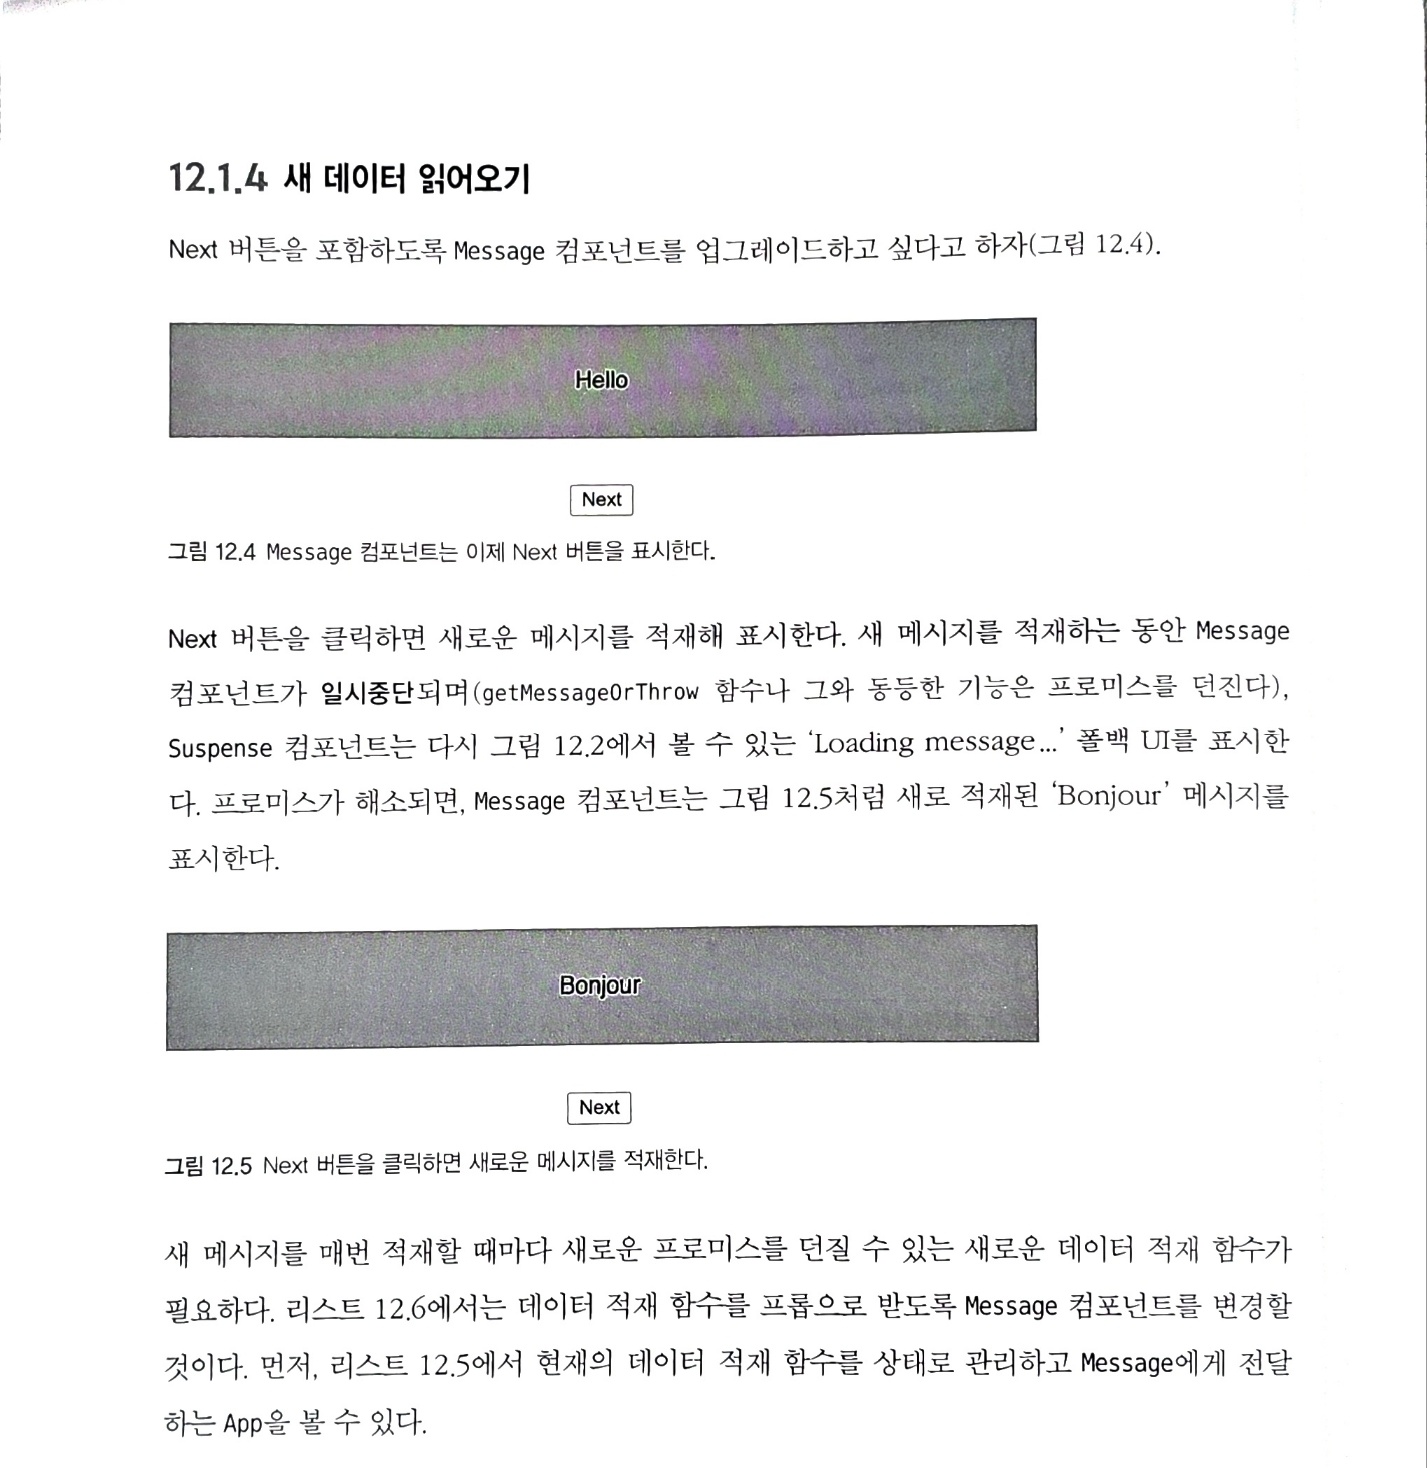 12.1.4 새 데이터 읽어오기
Next 버튼을 포함하도록 Message 컴포넌트를 업그레이드하고 싶다고 하자(그림 12.4).
Hello
Next
그림 12.4 Message 컴포넌트는 이제 Next 버튼을 표시한다.
Next 버튼을 클릭하면 새로운 메시지를 적재해 표시한다. 새 메시지를 적재하는 동안 Message
컴포넌트가 일시중단되며(getMessageOrThrow 함수나 그와 동등한 기능은 프로미스를 던진다),
Suspense 컴포넌트는 다시 그림 12.2에서 볼 수 있는 ‘Loading message...’ 폴백 UI를 표시한
다. 프로미스가 해소되면, Message 컴포넌트는 그림 12.5처럼 새로 적재된 ‘Bonjour’ 메시지를
표시한다.
Bonjour
Next
그림 12.5 Next 버튼을 클릭하면 새로운 메시지를 적재한다.
새 메시지를 매번 적재할 때마다 새로운 프로미스를 던질 수 있는 새로운 데이터 적재 함수가
필요하다. 리스트 12.6에서는 데이터 적재 함수를 프롭으로 받도록 Message 컴포넌트를 변경할
것이다. 먼저, 리스트 12.5에서 현재의 데이터 적재 함수를 상태로 관리하고 Message에게 전달
하는 App을 볼 수 있다.